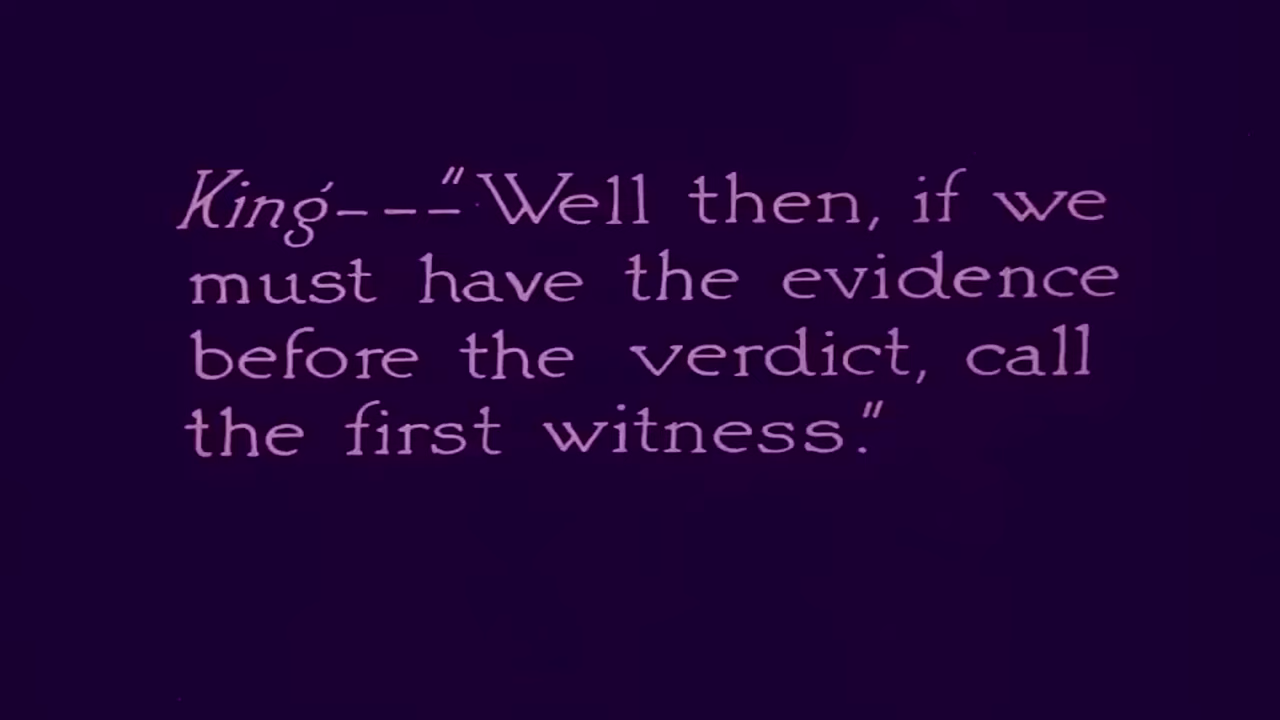 King---"Well then, if we
must have the evidence
before the verdict, call
the first witness."